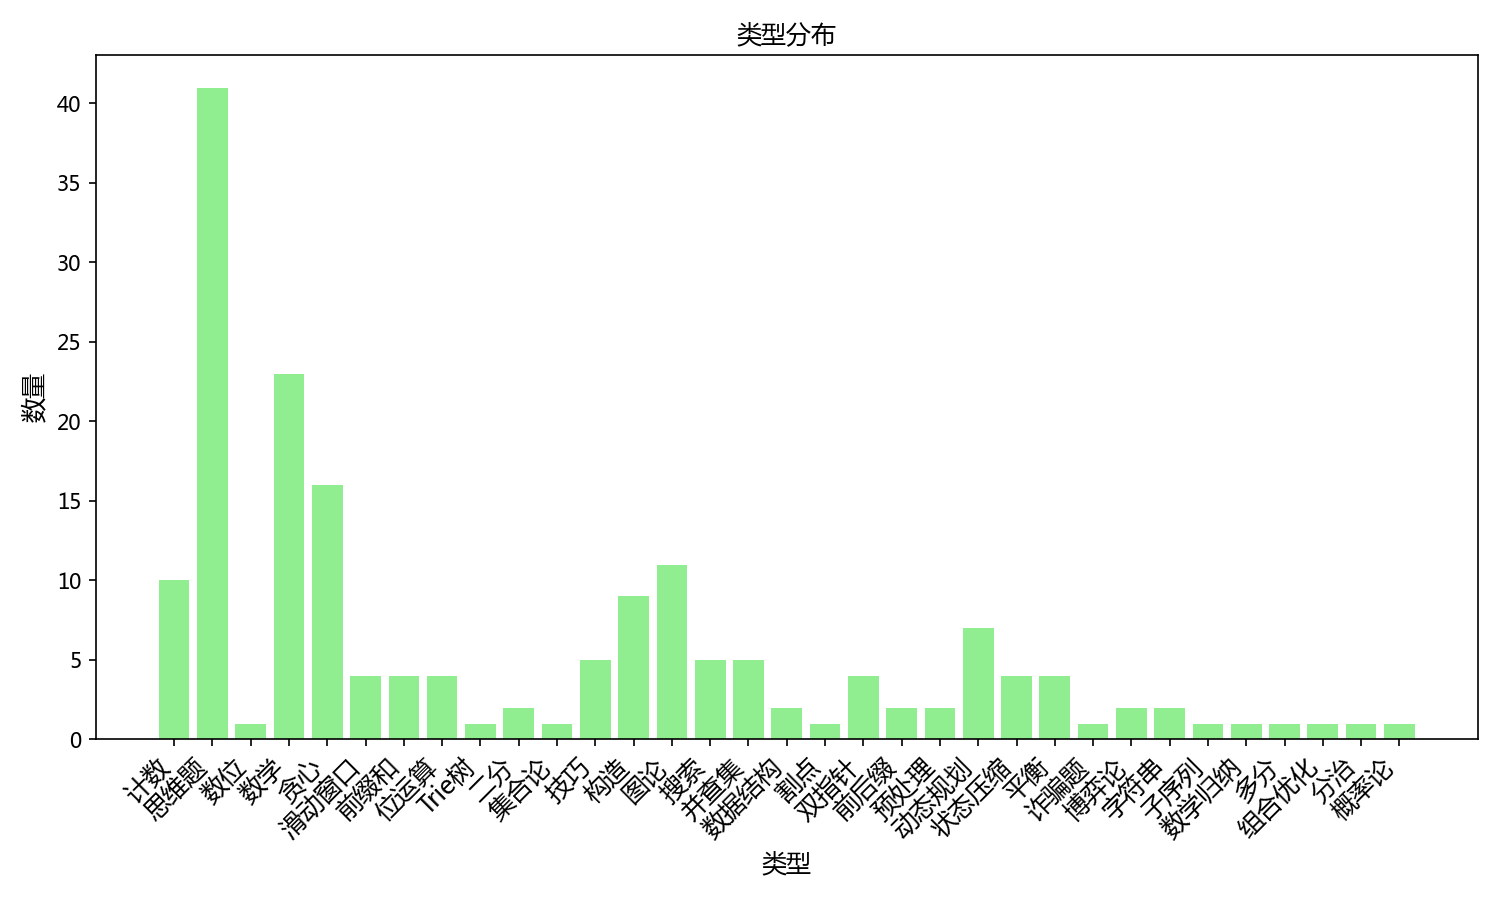 类型分布
数量
40
35
30
25
20
15
10
5
0
计数
思维题
数位
数学
贪心
滑动窗口
前缀和
位运算
Trie树
二分
集合论
技巧
构造
图论
搜索
并查集
数据结构
割点
双指针
前后缀
预处理
动态规划
状态压缩
平衡
诈骗题
博弈论
字符串
子序列
数学归纳
多分
组合优化
分治
概率论
类型